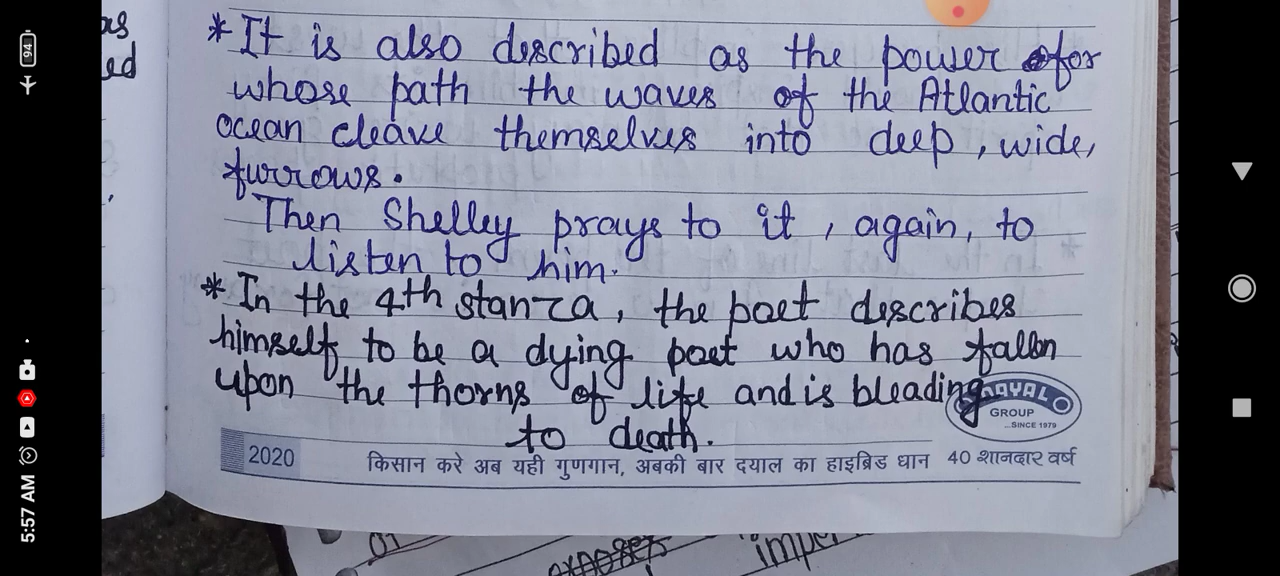 as
ed
* It is also described as the power for
whose path the waves of the Atlantic
ocean cleave themselves into deep, wide,
furrows.
Then Shelley prays to it, again, to
listen to him.
* In the 4th stanza, the poet describes
himself to be a dying poet who has fallen
upon the thorns of life and is bleading
to death.
GROUP
...SINCE 1979
2020 किसान करे अब यही गुणगान, अबकी बार दयाल का हाइब्रिड धान 40 शानदार वर्ष
or
exposes
5:57 AM
94